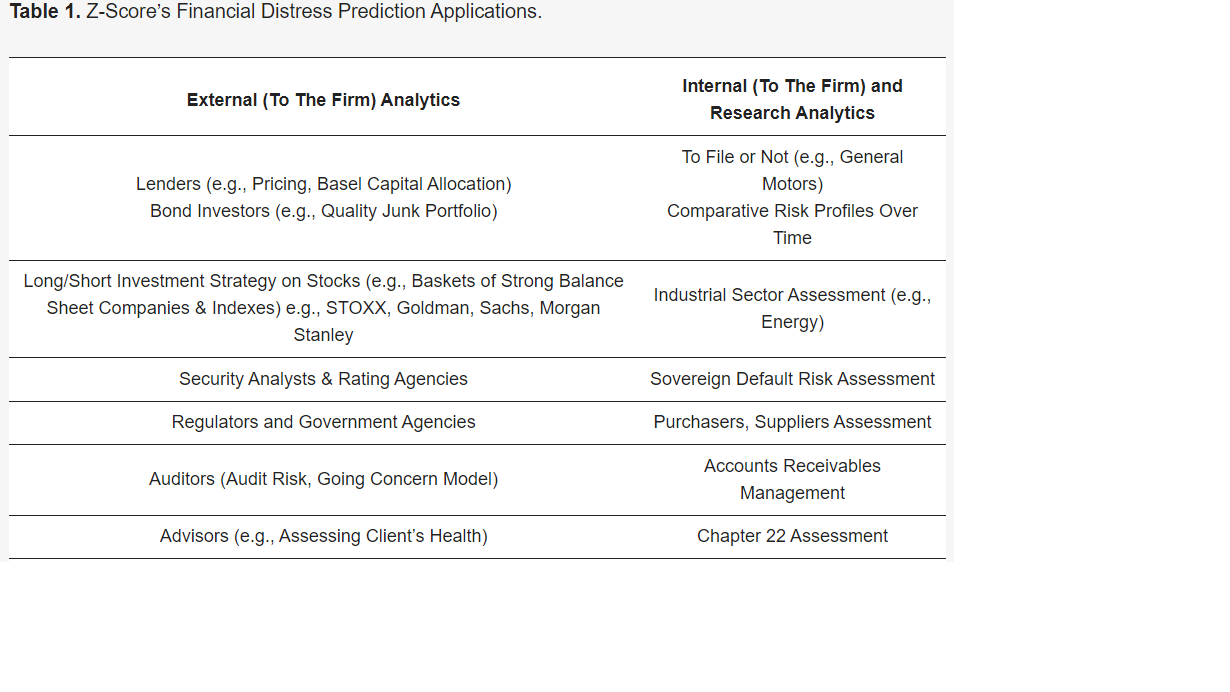 Table 1. Z-Score’s Financial Distress Prediction Applications.
External (To The Firm) Analytics
Internal (To The Firm) and
Research Analytics
Lenders (e.g., Pricing, Basel Capital Allocation)
Bond Investors (e.g., Quality Junk Portfolio)
To File or Not (e.g., General
Motors)
Comparative Risk Profiles Over
Time
Long/Short Investment Strategy on Stocks (e.g., Baskets of Strong Balance
Sheet Companies & Indexes) e.g., STOXX, Goldman, Sachs, Morgan
Stanley
Industrial Sector Assessment (e.g.,
Energy)
Security Analysts & Rating Agencies
Sovereign Default Risk Assessment
Regulators and Government Agencies
Purchasers, Suppliers Assessment
Auditors (Audit Risk, Going Concern Model)
Accounts Receivables
Management
Advisors (e.g., Assessing Client’s Health)
Chapter 22 Assessment